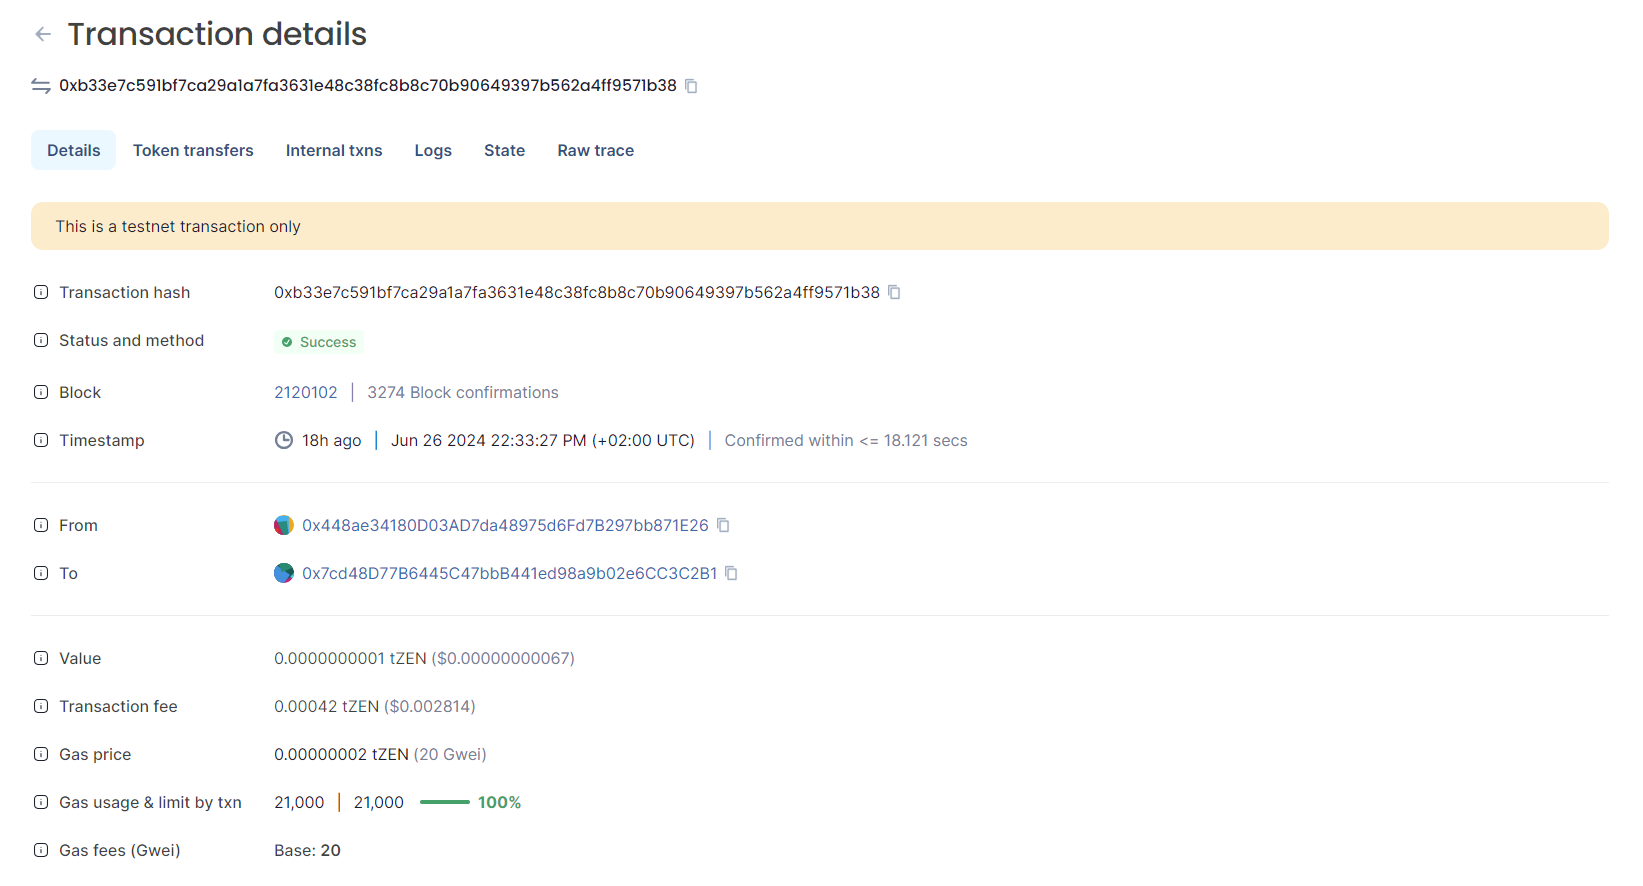 Transaction details
0xb33e7c591bf7ca29a1a7fa3631e48c38fc8b8c70b90649397b562a4ff9571b38
Details Token transfers Internal txns Logs State Raw trace
This is a testnet transaction only
Transaction hash 0xb33e7c591bf7ca29a1a7fa3631e48c38fc8b8c70b90649397b562a4ff9571b38
Status and method Success
Block 2120102 | 3274 Block confirmations
Timestamp 18h ago | Jun 26 2024 22:33:27 PM (+02:00 UTC) | Confirmed within <= 18.121 secs
From 0x448ae34180D03AD7da48975d6Fd7B297bb871E26
To 0x7cd48D77B6445C47bbB441ed98a9b02e6CC3C2B1
Value 0.0000000001 tZEN ($0.00000000067)
Transaction fee 0.00042 tZEN ($0.002814)
Gas price 0.00000002 tZEN (20 Gwei)
Gas usage & limit by txn 21,000 | 21,000 100%
Gas fees (Gwei) Base: 20